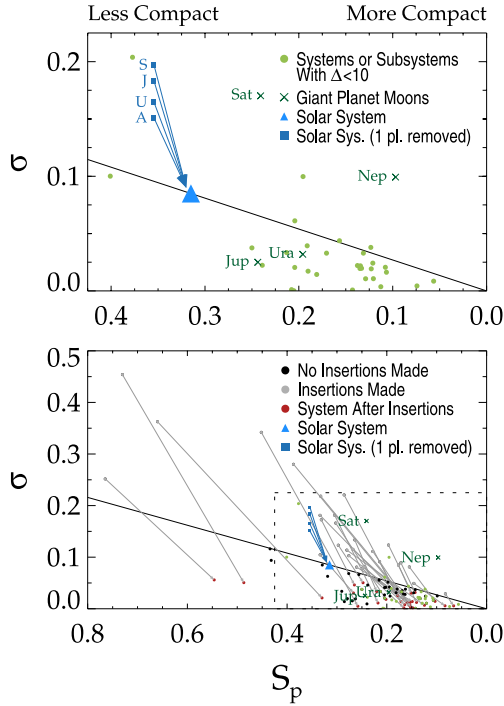 Less Compact More Compact
0.2
0.1
0.0
σ
S
J
U
A
Systems or Subsystems
With Δ<10
Giant Planet Moons
Solar System
Solar Sys. (1 pl. removed)
Sat
Nep
Ura
Jup
0.4 0.3 0.2 0.1 0.0
0.5
0.4
0.3
0.2
0.1
0.0
σ
No Insertions Made
Insertions Made
System After Insertions
Solar System
Solar Sys. (1 pl. removed)
Sat
Nep
Ura
Jup
0.8 0.6 0.4 0.2 0.0
Sp